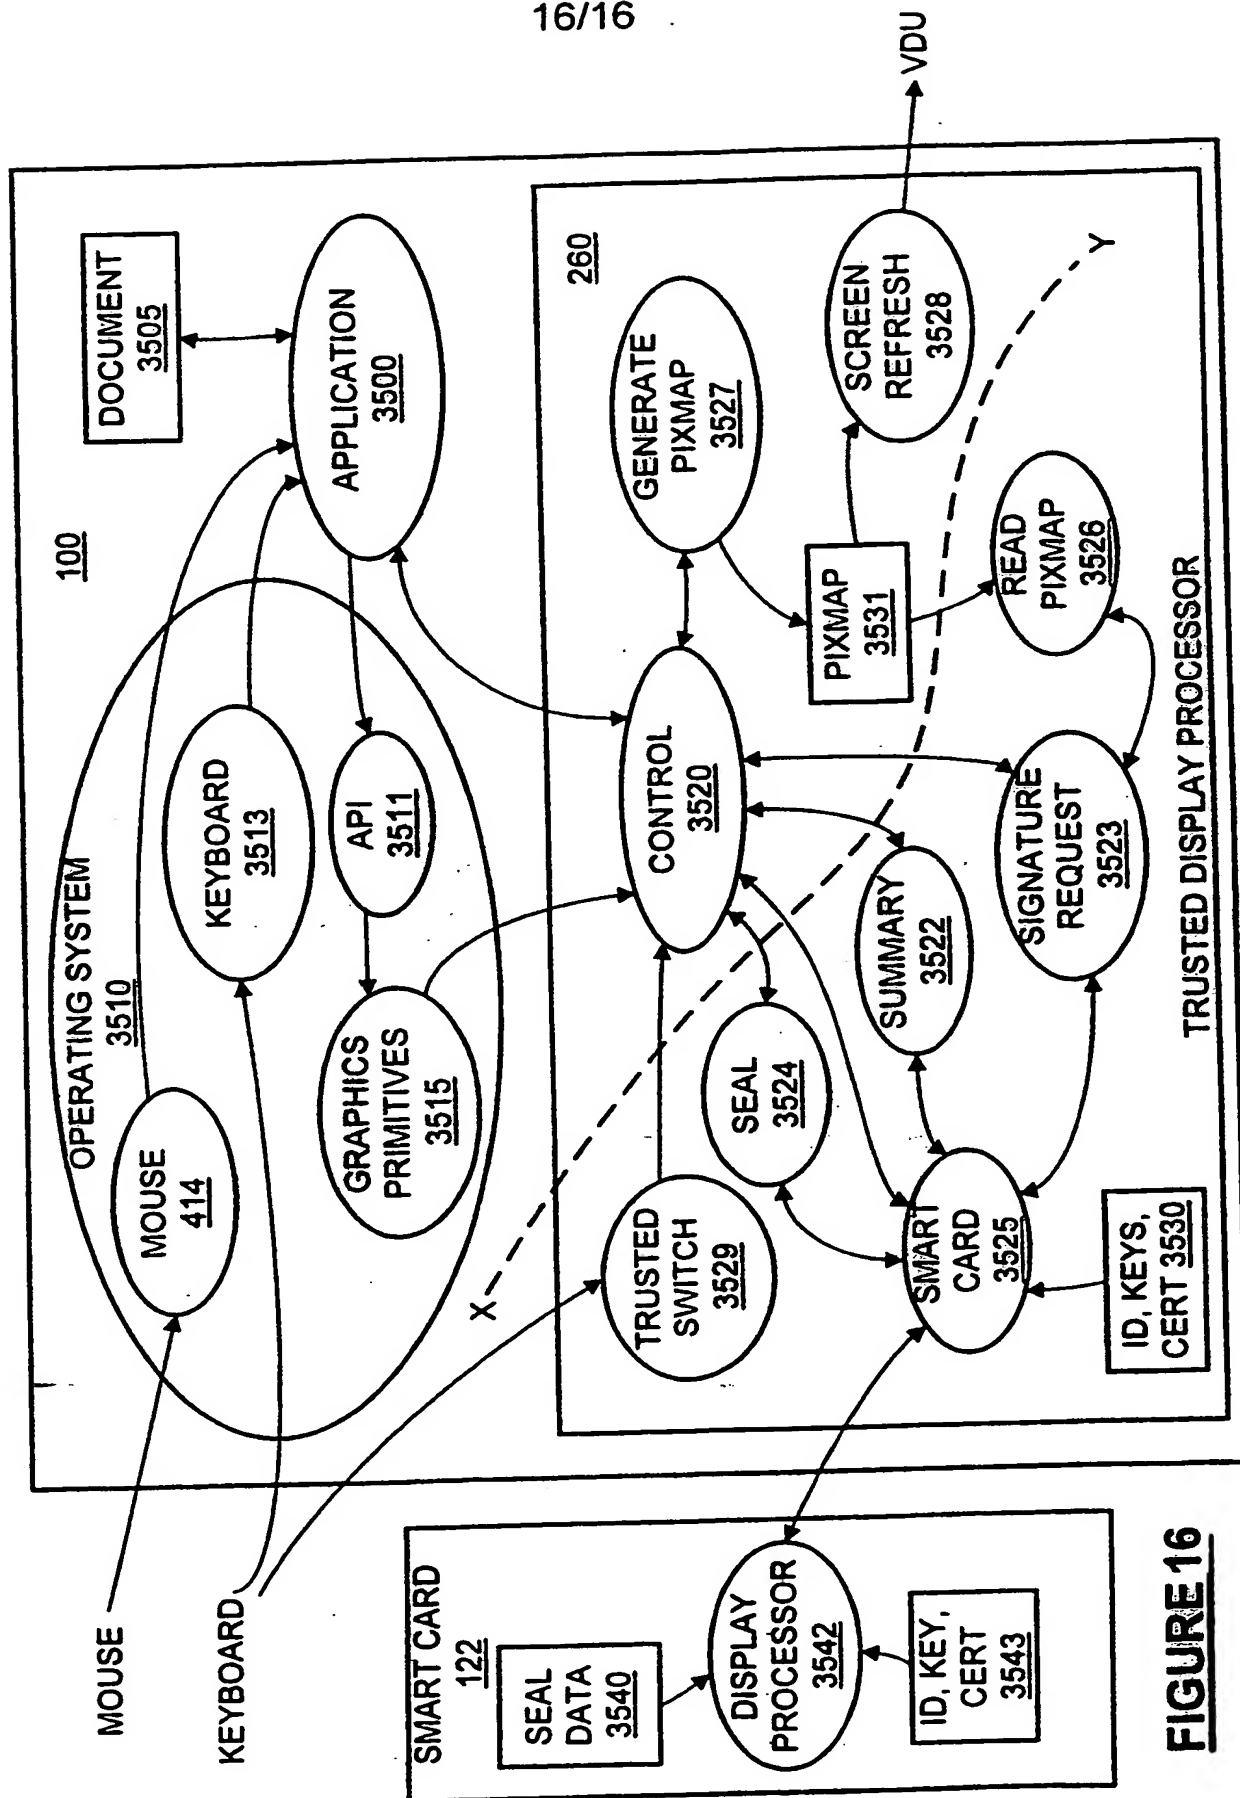 16/16
MOUSE
KEYBOARD
100
OPERATING SYSTEM
3510
MOUSE
414
KEYBOARD
3513
API
3511
GRAPHICS
PRIMITIVES
3515
DOCUMENT
3505
APPLICATION
3500
260
X
Y
TRUSTED
SWITCH
3529
CONTROL
3520
GENERATE
PIXMAP
3527
PIXMAP
3531
SCREEN
REFRESH
3528
VDU
SEAL
3524
SUMMARY
3522
SIGNATURE
REQUEST
3523
READ
PIXMAP
3526
SMART
CARD
3525
ID, KEYS,
CERT 3530
TRUSTED DISPLAY PROCESSOR
SMART CARD
122
SEAL
DATA
3540
DISPLAY
PROCESSOR
3542
ID, KEY,
CERT
3543
FIGURE 16